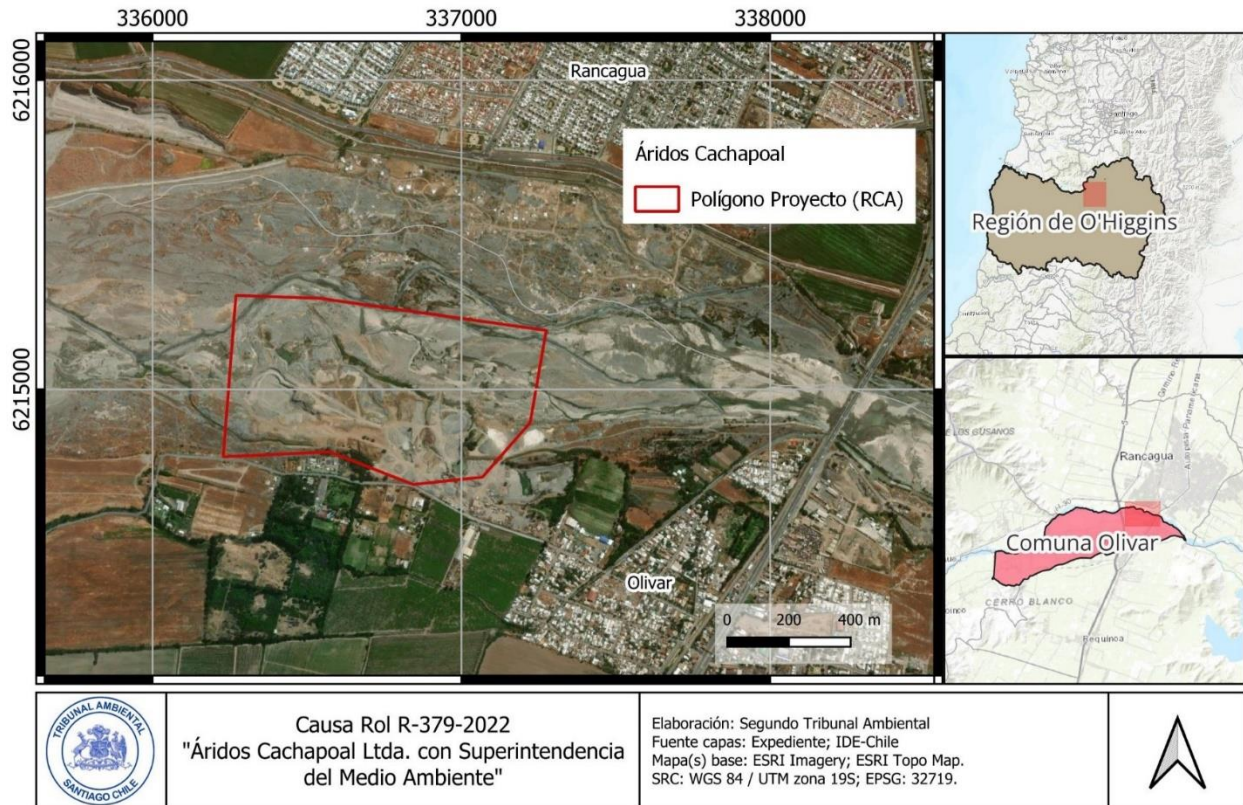 336000
337000
338000
6216000
6215000
Rancagua
Áridos Cachapoal
Polígono Proyecto (RCA)
Olivar
0 200 400 m
Santiago
Región de O'Higgins
Rancagua
Comuna Olivar
CERRO BLANCO
Requinoa
TRIBUNAL AMBIENTAL
SANTIAGO CHILE
Causa Rol R-379-2022
"Áridos Cachapoal Ltda. con Superintendencia
del Medio Ambiente"
Elaboración: Segundo Tribunal Ambiental
Fuente capas: Expediente; IDE-Chile
Mapa(s) base: ESRI Imagery; ESRI Topo Map.
SRC: WGS 84 / UTM zona 19S; EPSG: 32719.